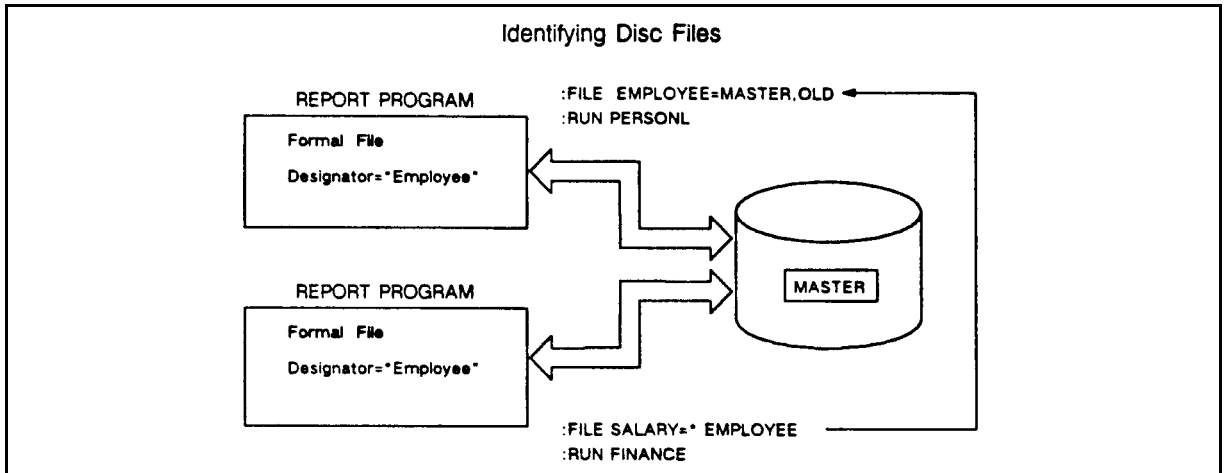 Identifying Disc Files
REPORT PROGRAM
Formal File
Designator="Employee"
:FILE EMPLOYEE=MASTER,OLD
:RUN PERSONL
MASTER
REPORT PROGRAM
Formal File
Designator="Employee"
:FILE SALARY=* EMPLOYEE
:RUN FINANCE